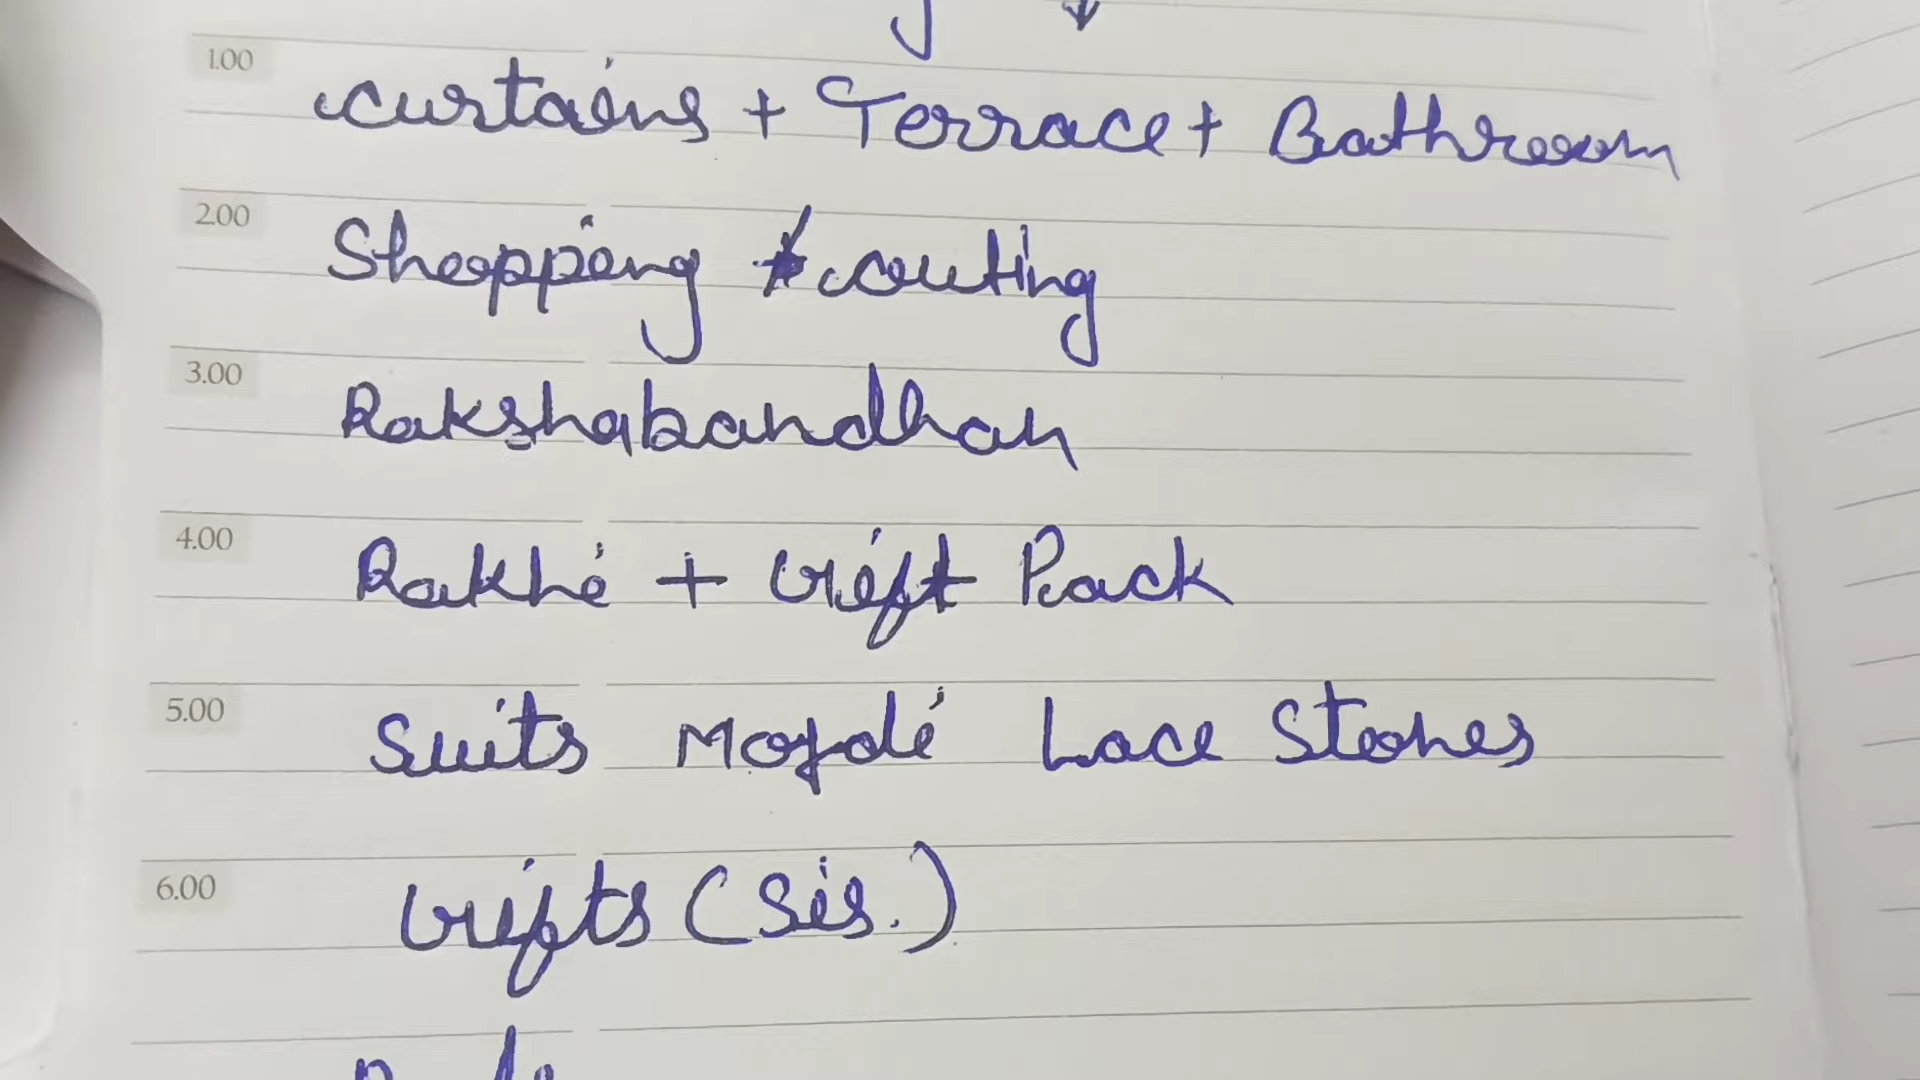 1.00 curtains + Terrace + Bathroom
2.00 Shopping couting
3.00 Rakshabandhan
4.00 Rakhi + Gift Pack
5.00 Suits Mojdi Lace Stones
6.00 Gifts (Sis.)